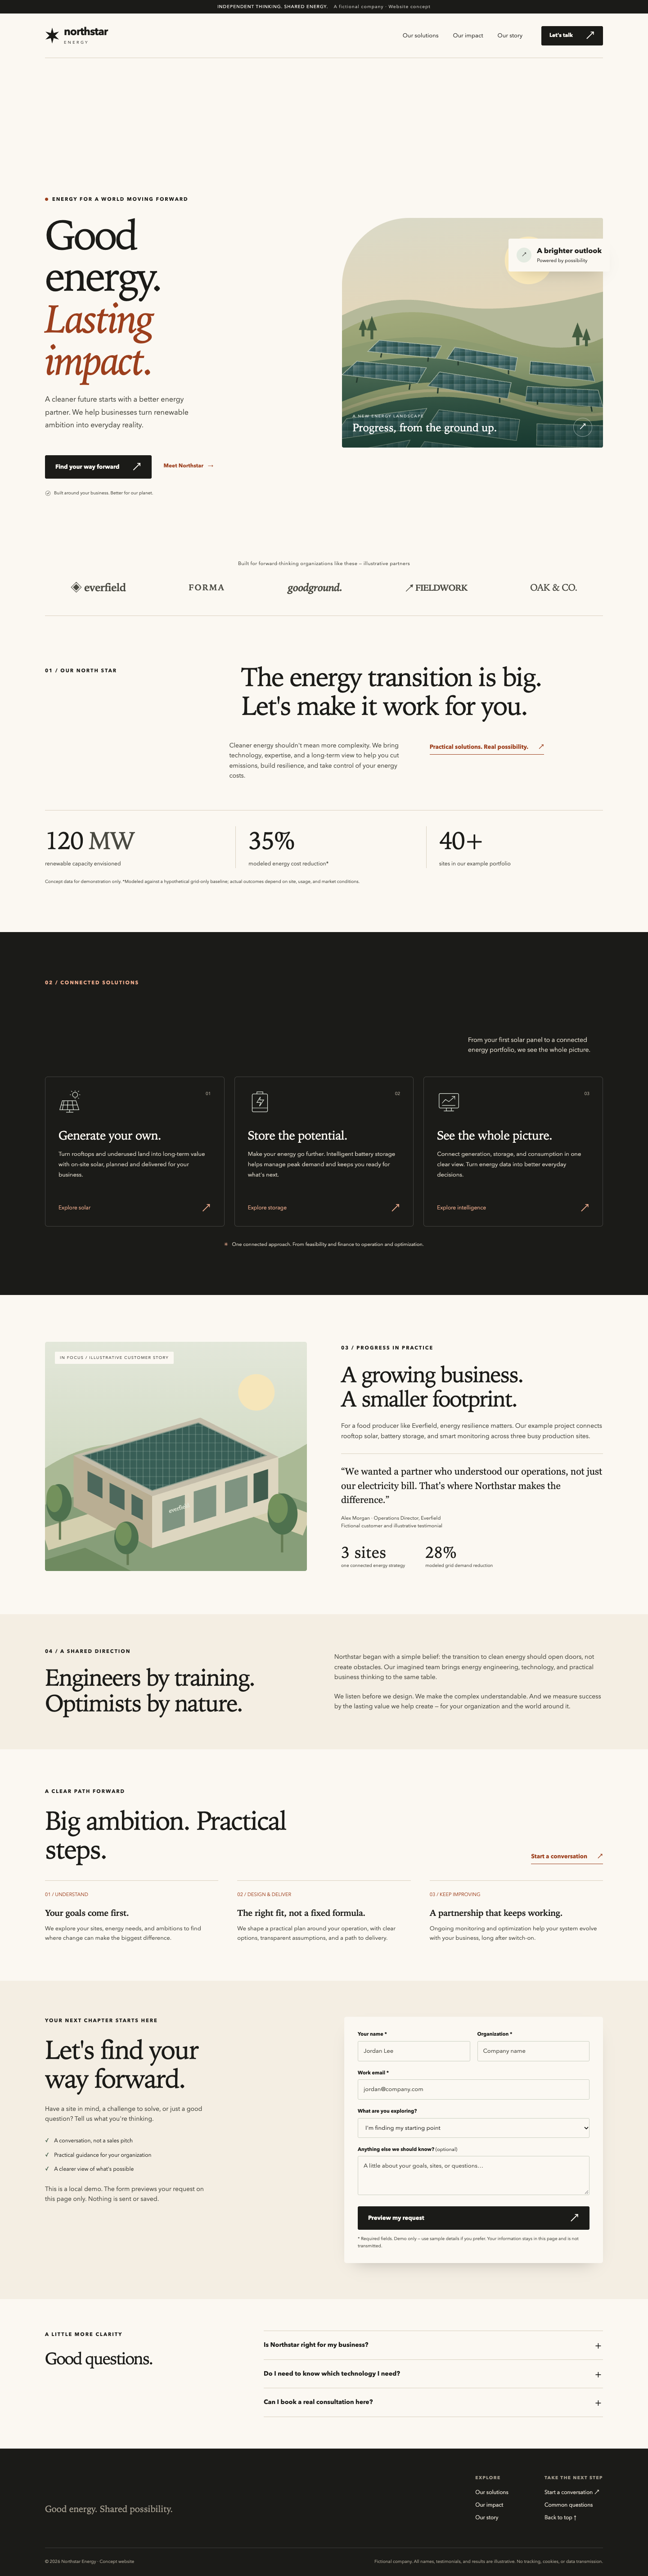 INDEPENDENT THINKING. SHARED ENERGY. A fictional company · Website concept
northstar
ENERGY
Our solutions
Our impact
Our story
Let's talk
ENERGY FOR A WORLD MOVING FORWARD
Good
energy.
Lasting
impact.
A cleaner future starts with a better energy
partner. We help businesses turn renewable
ambition into everyday reality.
Find your way forward
Meet Northstar →
Built around your business. Better for our planet.
A brighter outlook
Powered by possibility
A NEW ENERGY LANDSCAPE
Progress, from the ground up.
Built for forward-thinking organizations like these — illustrative partners
everfield
FORMA
goodground.
FIELDWORK
OAK & CO.
01 / OUR NORTH STAR
The energy transition is big.
Let's make it work for you.
Cleaner energy shouldn't mean more complexity. We bring
technology, expertise, and a long-term view to help you cut
emissions, build resilience, and take control of your energy
costs.
Practical solutions. Real possibility.
120 MW
renewable capacity envisioned
35%
modeled energy cost reduction*
40+
sites in our example portfolio
Concept data for demonstration only. *Modeled against a hypothetical grid-only baseline; actual outcomes depend on site, usage, and market conditions.
02 / CONNECTED SOLUTIONS
From your first solar panel to a connected
energy portfolio, we see the whole picture.
01
Generate your own.
Turn rooftops and underused land into long-term value
with on-site solar, planned and delivered for your
business.
Explore solar
02
Store the potential.
Make your energy go further. Intelligent battery storage
helps manage peak demand and keeps you ready for
what's next.
Explore storage
03
See the whole picture.
Connect generation, storage, and consumption in one
clear view. Turn energy data into better everyday
decisions.
Explore intelligence
One connected approach. From feasibility and finance to operation and optimization.
IN FOCUS / ILLUSTRATIVE CUSTOMER STORY
everfield
03 / PROGRESS IN PRACTICE
A growing business.
A smaller footprint.
For a food producer like Everfield, energy resilience matters. Our example project connects
rooftop solar, battery storage, and smart monitoring across three busy production sites.
“We wanted a partner who understood our operations, not just
our electricity bill. That's where Northstar makes the
difference.”
Alex Morgan · Operations Director, Everfield
Fictional customer and illustrative testimonial
3 sites
one connected energy strategy
28%
modeled grid demand reduction
04 / A SHARED DIRECTION
Engineers by training.
Optimists by nature.
Northstar began with a simple belief: the transition to clean energy should open doors, not
create obstacles. Our imagined team brings energy engineering, technology, and practical
business thinking to the same table.
We listen before we design. We make the complex understandable. And we measure success
by the lasting value we help create — for your organization and the world around it.
A CLEAR PATH FORWARD
Big ambition. Practical
steps.
Start a conversation
01 / UNDERSTAND
Your goals come first.
We explore your sites, energy needs, and ambitions to find
where change can make the biggest difference.
02 / DESIGN & DELIVER
The right fit, not a fixed formula.
We shape a practical plan around your operation, with clear
options, transparent assumptions, and a path to delivery.
03 / KEEP IMPROVING
A partnership that keeps working.
Ongoing monitoring and optimization help your system evolve
with your business, long after switch-on.
YOUR NEXT CHAPTER STARTS HERE
Let's find your
way forward.
Have a site in mind, a challenge to solve, or just a good
question? Tell us what you're thinking.
✓ A conversation, not a sales pitch
✓ Practical guidance for your organization
✓ A clearer view of what's possible
This is a local demo. The form previews your request on
this page only. Nothing is sent or saved.
Your name *
Jordan Lee
Organization *
Company name
Work email *
jordan@company.com
What are you exploring?
I'm finding my starting point
Anything else we should know? (optional)
A little about your goals, sites, or questions…
Preview my request
* Required fields. Demo only — use sample details if you prefer. Your information stays in this page and is not
transmitted.
A LITTLE MORE CLARITY
Good questions.
Is Northstar right for my business? +
Do I need to know which technology I need? +
Can I book a real consultation here? +
Good energy. Shared possibility.
EXPLORE
Our solutions
Our impact
Our story
TAKE THE NEXT STEP
Start a conversation ↗
Common questions
Back to top ↑
© 2026 Northstar Energy · Concept website
Fictional company. All names, testimonials, and results are illustrative. No tracking, cookies, or data transmission.